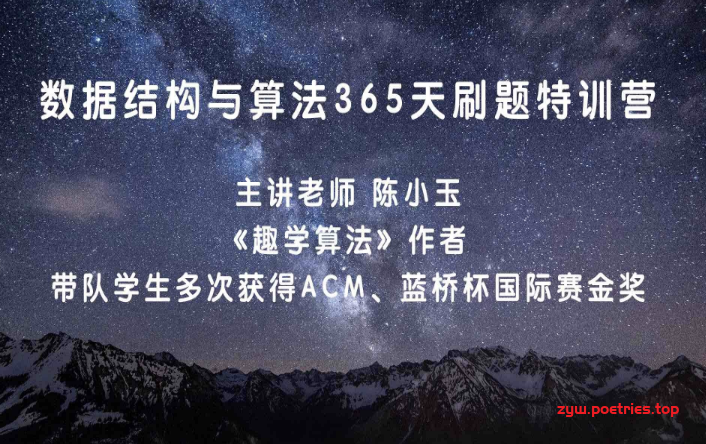 数据结构与算法365天刷题特训营
主讲老师 陈小玉
《趣学算法》作者
带队学生多次获得ACM、蓝桥杯国际赛金奖
zyw.poetries.top